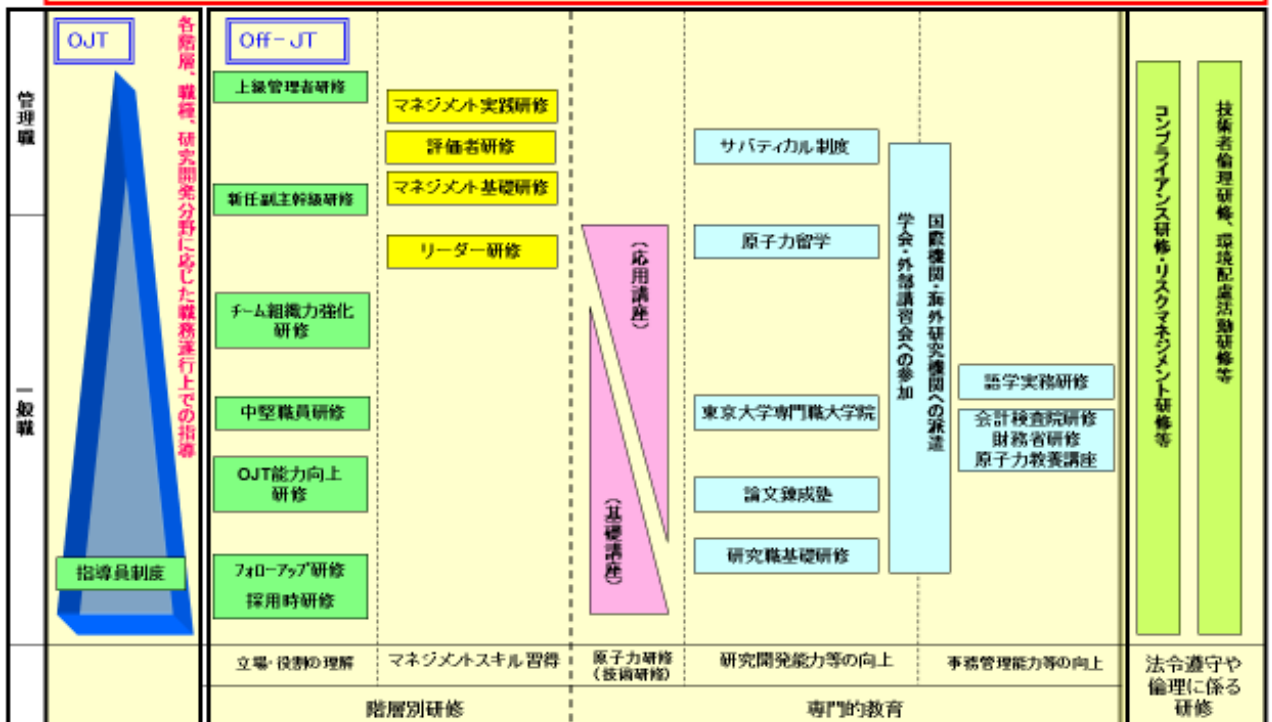 OJT
各階層、職種、研究開発分野に応じた職務遂行上での指導
Off-JT
管理職
一般職
指導員制度
上級管理者研修
新任副主幹級研修
チーム組織力強化
研修
中堅職員研修
OJT能力向上
研修
フォローアップ研修
採用時研修
マネジメント実践研修
評価者研修
マネジメント基礎研修
リーダー研修
(応用講座)
(基礎講座)
サバティカル制度
原子力留学
東京大学専門職大学院
論文錬成塾
研究職基礎研修
国際機関・海外研究機関への派遣
学会・外部講習会への参加
語学実務研修
会計検査院研修
財務省研修
原子力教養講座
コンプライアンス研修・リスクマネジメント研修等
技術者倫理研修、環境配慮活動研修等
立場・役割の理解
マネジメントスキル習得
原子力研修
(技術研修)
研究開発能力等の向上
事務管理能力等の向上
法令遵守や
倫理に係る
研修
階層別研修
専門的教育